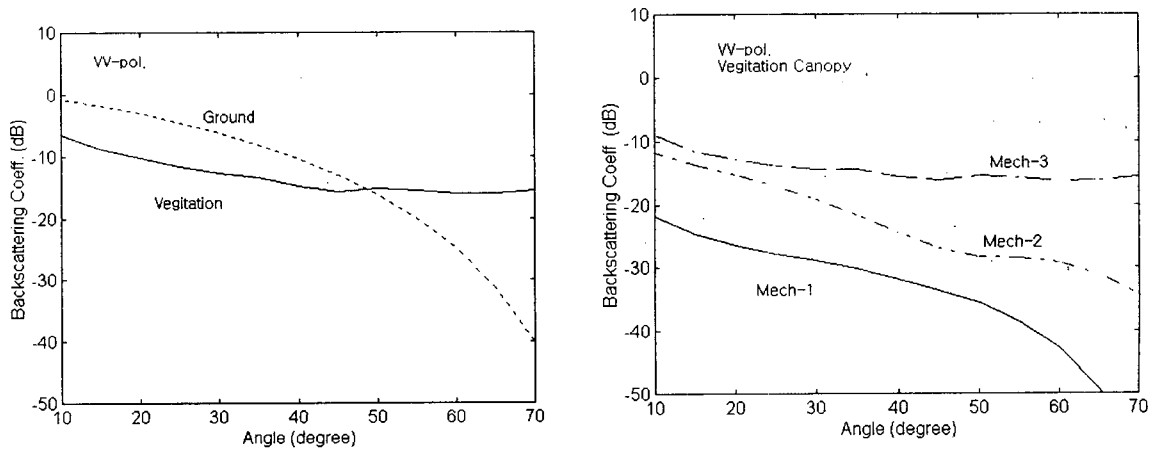 10
0
-10
-20
-30
-40
-50
Backscattering Coeff. (dB)
VV-pol.
Ground
Vegitation
10
20
30
40
50
60
70
Angle (degree)
10
0
-10
-20
-30
-40
-50
Backscattering Coeff (dB)
VV-pol.
Vegitation Canopy
Mech-3
Mech-2
Mech-1
10
20
30
40
50
60
70
Angle (degree)